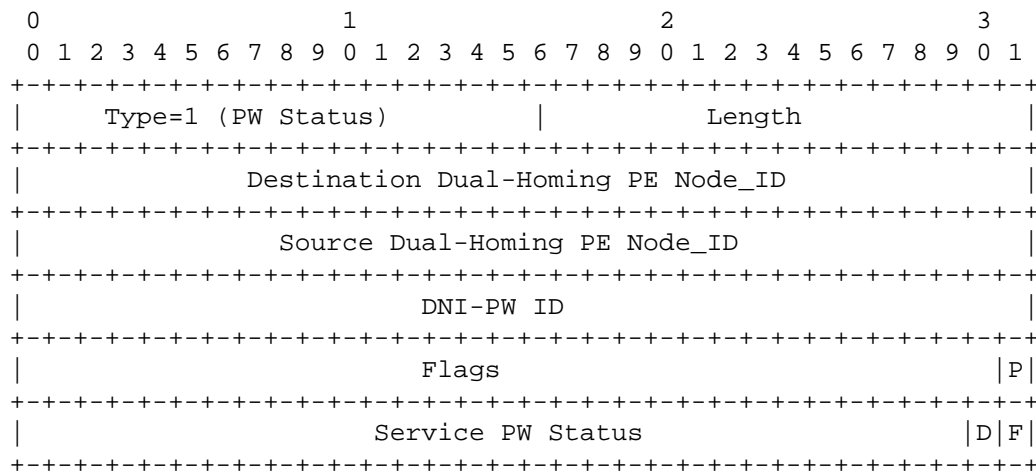 0                   1                   2                   3
 0 1 2 3 4 5 6 7 8 9 0 1 2 3 4 5 6 7 8 9 0 1 2 3 4 5 6 7 8 9 0 1
+-+-+-+-+-+-+-+-+-+-+-+-+-+-+-+-+-+-+-+-+-+-+-+-+-+-+-+-+-+-+-+-+
|     Type=1 (PW Status)          |          Length              |
+-+-+-+-+-+-+-+-+-+-+-+-+-+-+-+-+-+-+-+-+-+-+-+-+-+-+-+-+-+-+-+-+
|              Destination Dual-Homing PE Node_ID               |
+-+-+-+-+-+-+-+-+-+-+-+-+-+-+-+-+-+-+-+-+-+-+-+-+-+-+-+-+-+-+-+-+
|                Source Dual-Homing PE Node_ID                  |
+-+-+-+-+-+-+-+-+-+-+-+-+-+-+-+-+-+-+-+-+-+-+-+-+-+-+-+-+-+-+-+-+
|                         DNI-PW ID                             |
+-+-+-+-+-+-+-+-+-+-+-+-+-+-+-+-+-+-+-+-+-+-+-+-+-+-+-+-+-+-+-+-+
|                         Flags                               |P|
+-+-+-+-+-+-+-+-+-+-+-+-+-+-+-+-+-+-+-+-+-+-+-+-+-+-+-+-+-+-+-+-+
|                      Service PW Status                    |D|F|
+-+-+-+-+-+-+-+-+-+-+-+-+-+-+-+-+-+-+-+-+-+-+-+-+-+-+-+-+-+-+-+-+